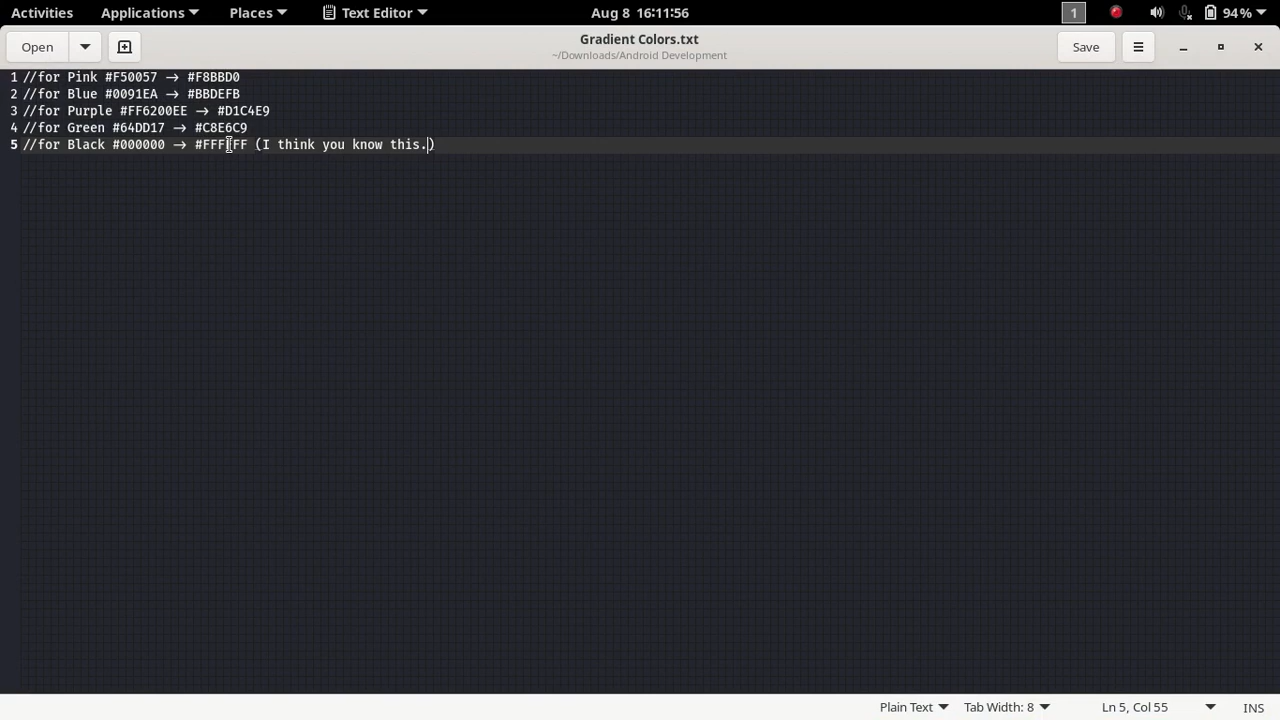 Activities Applications Places Text Editor Aug 8 16:11:56 1 94%
Open Gradient Colors.txt Save
~/Downloads/Android Development
1 //for Pink #F50057 → #F8BBD0
2 //for Blue #0091EA → #BBDEFB
3 //for Purple #FF6200EE → #D1C4E9
4 //for Green #64DD17 → #C8E6C9
5 //for Black #000000 → #FFFFFF (I think you know this.)
Plain Text Tab Width: 8 Ln 5, Col 55 INS